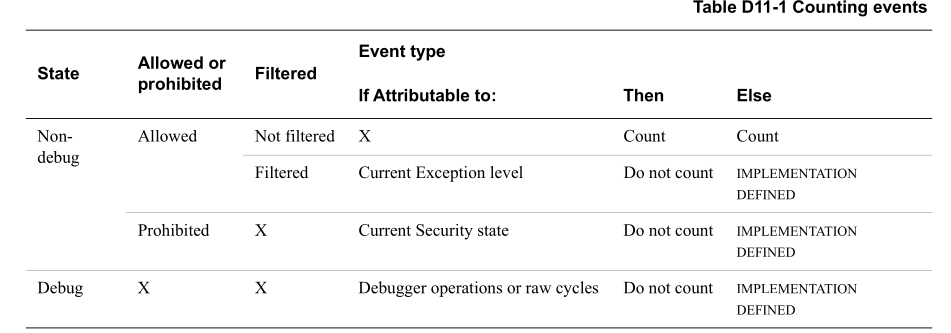 Table D11-1 Counting events
Event type
State Allowed or prohibited Filtered
If Attributable to: Then Else
Non-debug Allowed Not filtered X Count Count
Filtered Current Exception level Do not count IMPLEMENTATION DEFINED
Prohibited X Current Security state Do not count IMPLEMENTATION DEFINED
Debug X X Debugger operations or raw cycles Do not count IMPLEMENTATION DEFINED